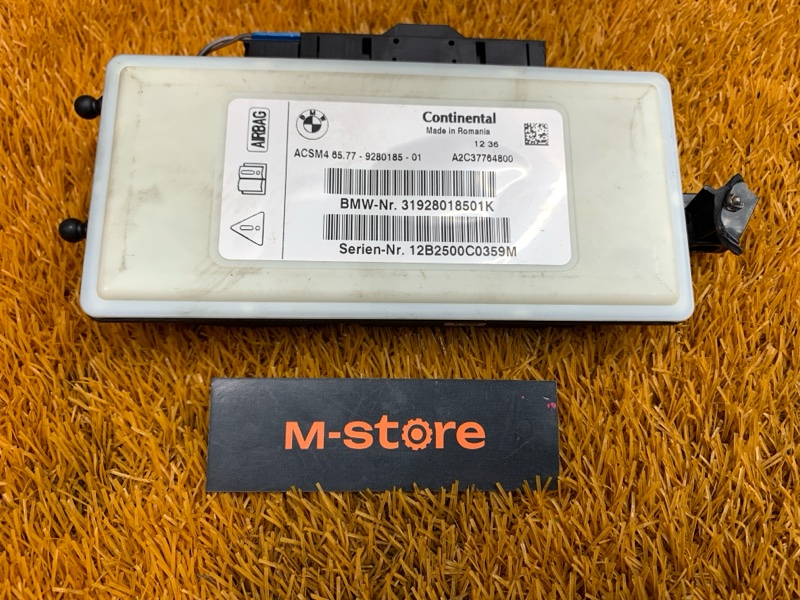 AIRBAG
BMW
Continental
Made in Romania
12 36
ACSM4 65.77 - 9280185 - 01 A2C37764800
BMW-Nr. 31928018501K
Serien-Nr. 12B2500C0359M
M-store